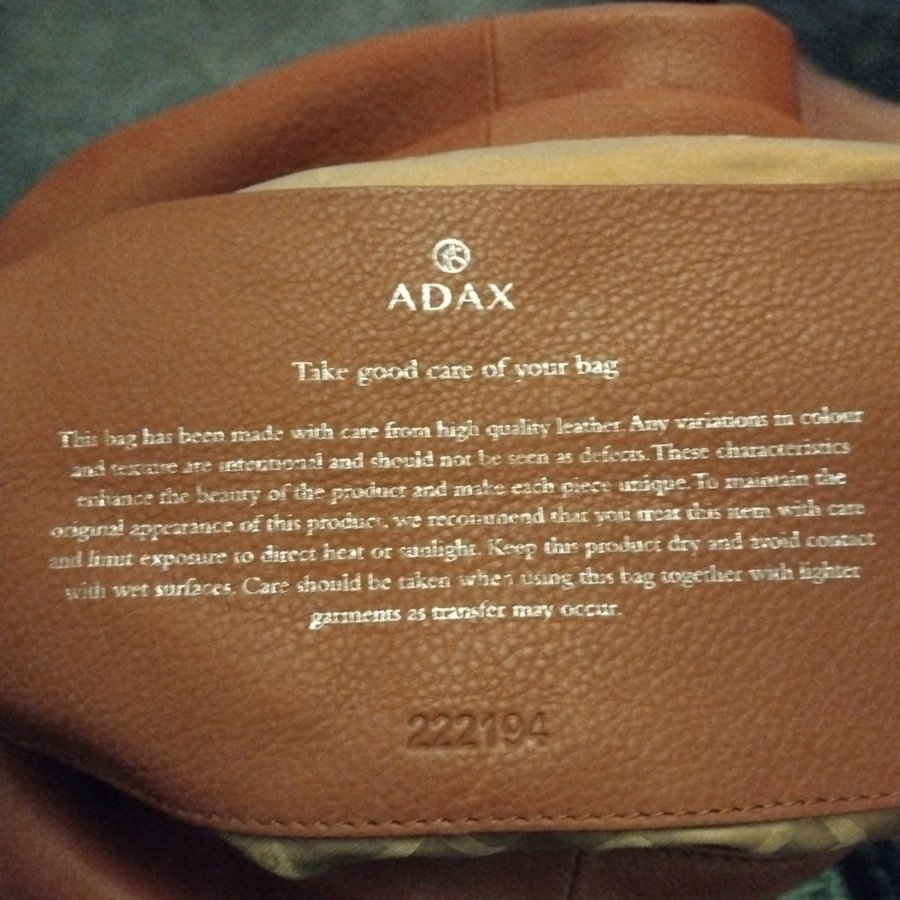 ADAX
Take good care of your bag
This bag has been made with care from high quality leather. Any variations in colour
and texture are intentional and should not be seen as defects. These characteristics
enhance the beauty of the product and make each piece unique. To maintain the
original appearance of this product, we recommend that you treat this item with care
and limit exposure to direct heat or sunlight. Keep this product dry and avoid contact
with wet surfaces. Care should be taken when using this bag together with lighter
garments as transfer may occur.
222194